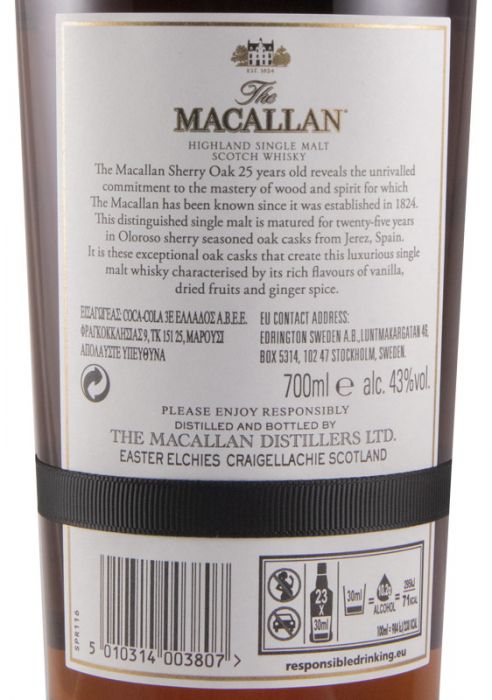 EST. 1824
The
MACALLAN
HIGHLAND SINGLE MALT
SCOTCH WHISKY
The Macallan Sherry Oak 25 years old reveals the unrivalled
commitment to the mastery of wood and spirit for which
The Macallan has been known since it was established in 1824.
This distinguished single malt is matured for twenty-five years
in Oloroso sherry seasoned oak casks from Jerez, Spain.
It is these exceptional oak casks that create this luxurious single
malt whisky characterised by its rich flavours of vanilla,
dried fruits and ginger spice.
ΕΙΣΑΓΩΓΕΑΣ: COCA-COLA 3E ΕΛΛΑΔΟΣ Α.Β.Ε.Ε.
ΦΡΑΓΚΟΚΚΛΗΣΙΑΣ 9, ΤΚ 151 25, ΜΑΡΟΥΣΙ
ΑΠΟΛΑΥΣΤΕ ΥΠΕΥΘΥΝΑ
EU CONTACT ADDRESS:
EDRINGTON SWEDEN A.B., LUNTMAKARGATAN 46,
BOX 5314, 102 47 STOCKHOLM, SWEDEN.
700ml e alc. 43%vol.
PLEASE ENJOY RESPONSIBLY
DISTILLED AND BOTTLED BY
THE MACALLAN DISTILLERS LTD.
EASTER ELCHIES CRAIGELLACHIE SCOTLAND
SPR116
5 010314 003807 >
23
X
30ml
30ml
=
ALCOHOL
=
71KCAL
responsibledrinking.eu